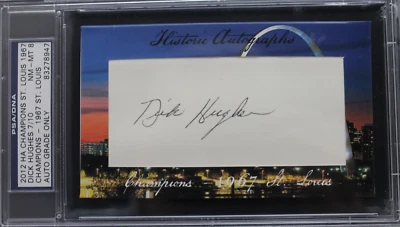 PSA/DNA
2012 HA CHAMPIONS ST. LOUIS 1967
DICK HUGHES 7/10 NM - MT 8
CHAMPIONS - 1967 ST. LOUIS
AUTO GRADE ONLY 83278947
Historic Autographs
Dick Hughes
Champions - 1967 St. Louis